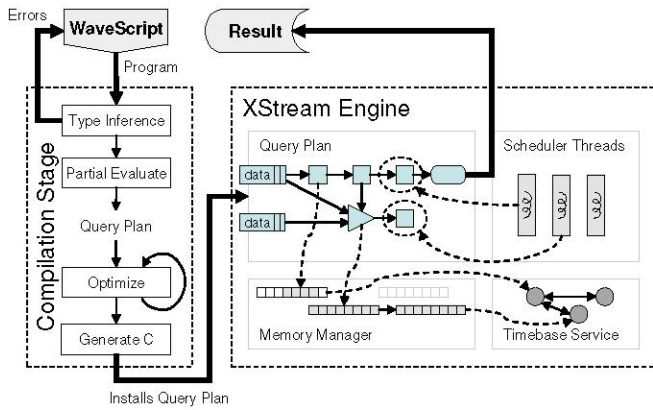 Errors
WaveScript
Result
Program
XStream Engine
Compilation Stage
Type Inference
Query Plan
Scheduler Threads
Partial Evaluate
data
Query Plan
data
Optimize
Generate C
Memory Manager
Timebase Service
Installs Query Plan